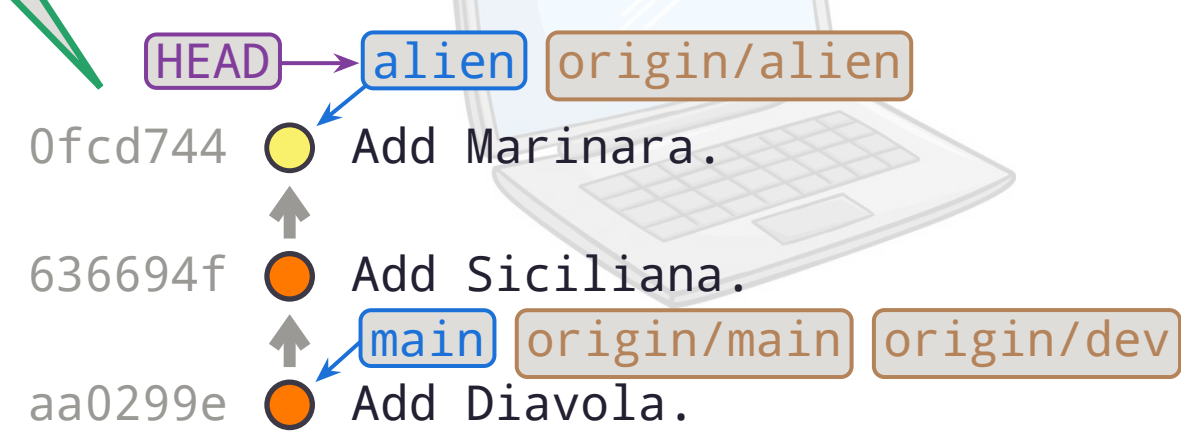 HEAD alien origin/alien
0fcd744 Add Marinara.
636694f Add Siciliana.
main origin/main origin/dev
aa0299e Add Diavola.